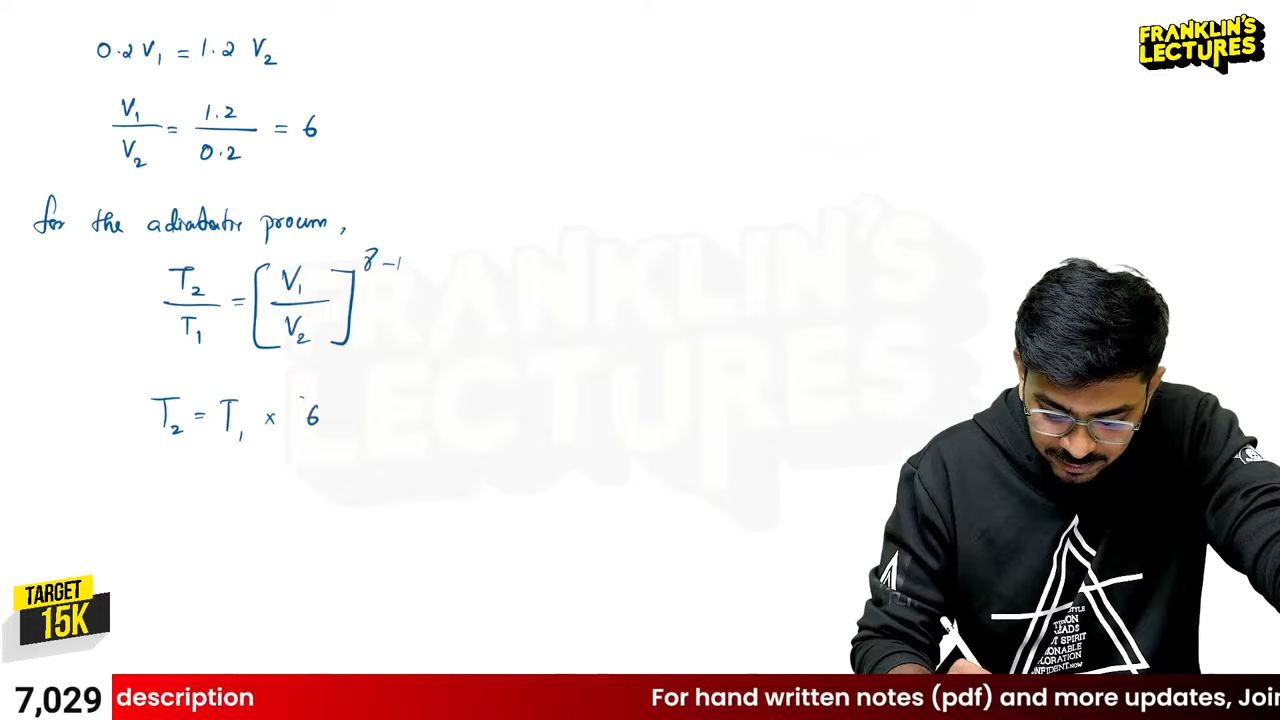 FRANKLIN'S
LECTURES
0.2 V₁ = 1.2 V₂
V₁/V₂ = 1.2/0.2 = 6
for the adiabatic process,
T₂/T₁ = [V₁/V₂]^γ-1
T₂ = T₁ × 6
FRANKLIN'S
LECTURES
TARGET
15K
7,029 description For hand written notes (pdf) and more updates, Joi